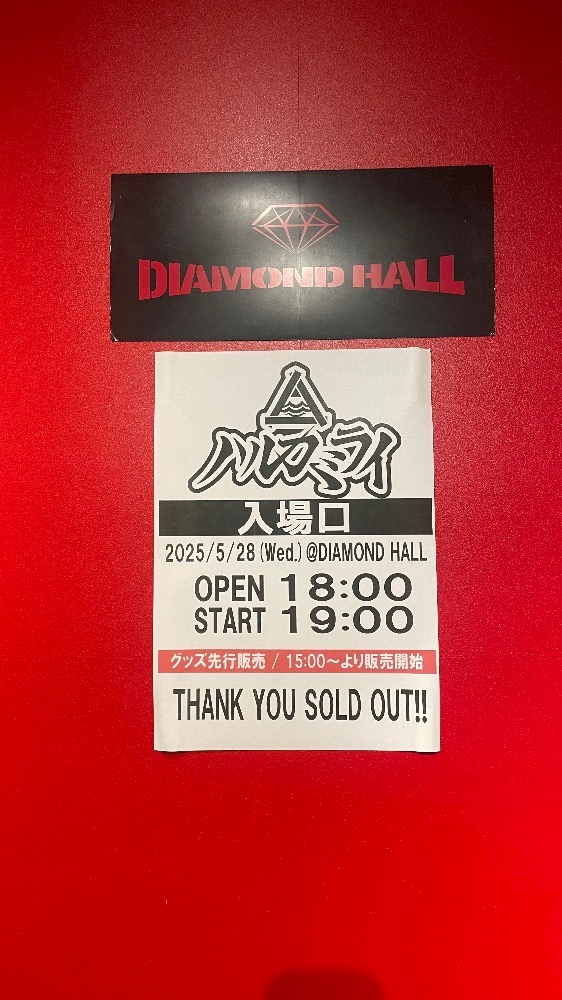 DIAMOND HALL
ハルカミライ
入場口
2025/5/28 (Wed.) @DIAMOND HALL
OPEN 18:00
START 19:00
グッズ先行販売 / 15:00～より販売開始
THANK YOU SOLD OUT!!